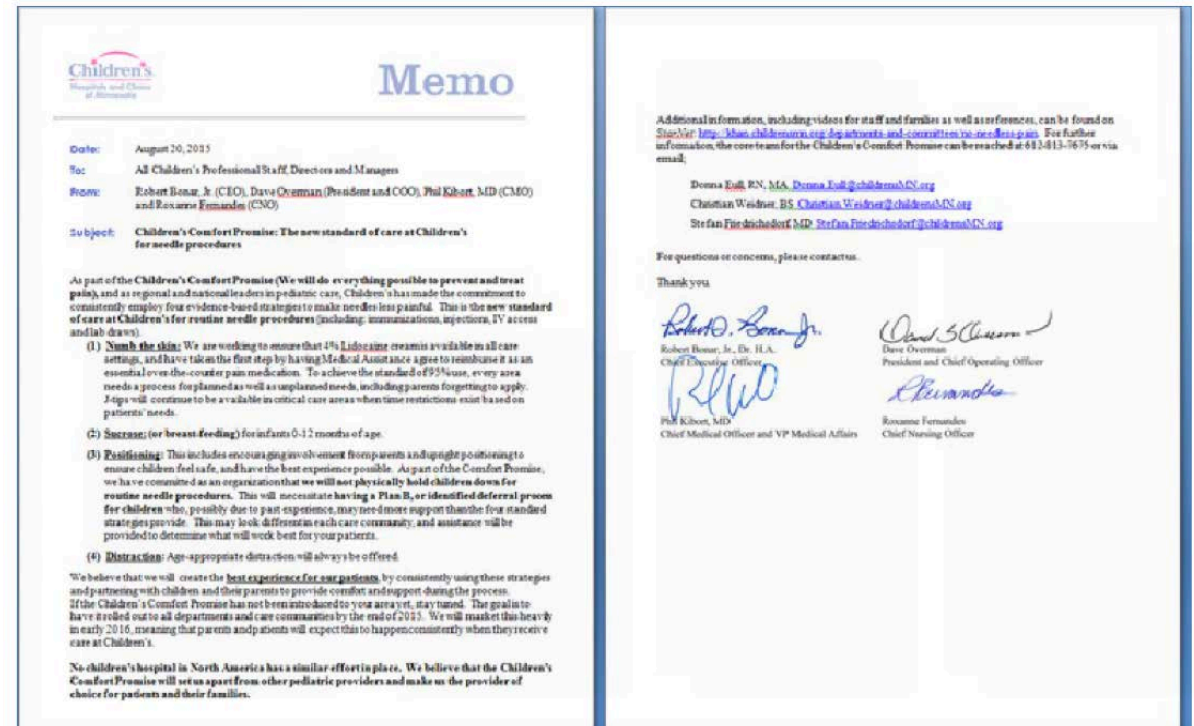 Children's
Hospitals and Clinics
of Minnesota
Memo
Date: August 20, 2015
To: All Children's Professional Staff, Directors and Managers
From: Robert Bonar, Jr. (CEO), Dave Overman (President and COO), Phil Kibort, MD (CMO)
and Roxanne Fernandes (CNO)
Subject: Children's Comfort Promise: The new standard of care at Children's
for needle procedures
As part of the Children's Comfort Promise (We will do everything possible to prevent and treat
pain), and as regional and national leaders in pediatric care, Children's has made the commitment to
consistently employ four evidence-based strategies to make needles less painful. This is the new standard
of care at Children's for routine needle procedures (including: immunizations, injections, IV access
and lab draws).
(1) Numb the skin: We are working to ensure that 4% Lidocaine cream is available in all care
settings, and have taken the first step by having Medical Assistance agree to reimburse it as an
essential over-the-counter pain medication. To achieve the standard of 95% use, every area
needs a process for planned as well as unplanned needs, including parents forgetting to apply.
J-tips will continue to be available in critical care areas when time restrictions exist based on
patients' needs.
(2) Sucrose: (or breast-feeding) for infants 0-12 months of age.
(3) Positioning: This includes encouraging involvement from parents and upright positioning to
ensure children feel safe, and have the best experience possible. As part of the Comfort Promise,
we have committed as an organization that we will not physically hold children down for
routine needle procedures. This will necessitate having a Plan B, or identified deferral process
for children who, possibly due to past experience, may need more support than the four standard
strategies provide. This may look different in each care community, and assistance will be
provided to determine what will work best for your patients.
(4) Distraction: Age-appropriate distraction will always be offered.
We believe that we will create the best experience for our patients, by consistently using these strategies
and partnering with children and their parents to provide comfort and support during the process.
If the Children's Comfort Promise has not been introduced to your area yet, stay tuned. The goal is to
have it rolled out to all departments and care communities by the end of 2015. We will market this heavily
in early 2016, meaning that parents and patients will expect this to happen consistently when they receive
care at Children's.
No children's hospital in North America has a similar effort in place. We believe that the Children's
Comfort Promise will set us apart from other pediatric providers and make us the provider of
choice for patients and their families.
Additional information, including videos for staff and families as well as references, can be found on
StarNet: http://khan.childrensmn.org/departments-and-committees/no-needless-pain. For further
information, the core team for the Children's Comfort Promise can be reached at 612-813-7675 or via
email:
Donna Eull, RN, MA, Donna.Eull@childrensMN.org
Christian Weidner, BS, Christian.Weidner@childrensMN.org
Stefan Friedrichsdorf, MD Stefan.Friedrichsdorf@childrensMN.org
For questions or concerns, please contact us.
Thank you
Robert Bonar, Jr., Dr. H.A.
Chief Executive Officer
Dave Overman
President and Chief Operating Officer
Phil Kibort, MD
Chief Medical Officer and VP Medical Affairs
Roxanne Fernandes
Chief Nursing Officer